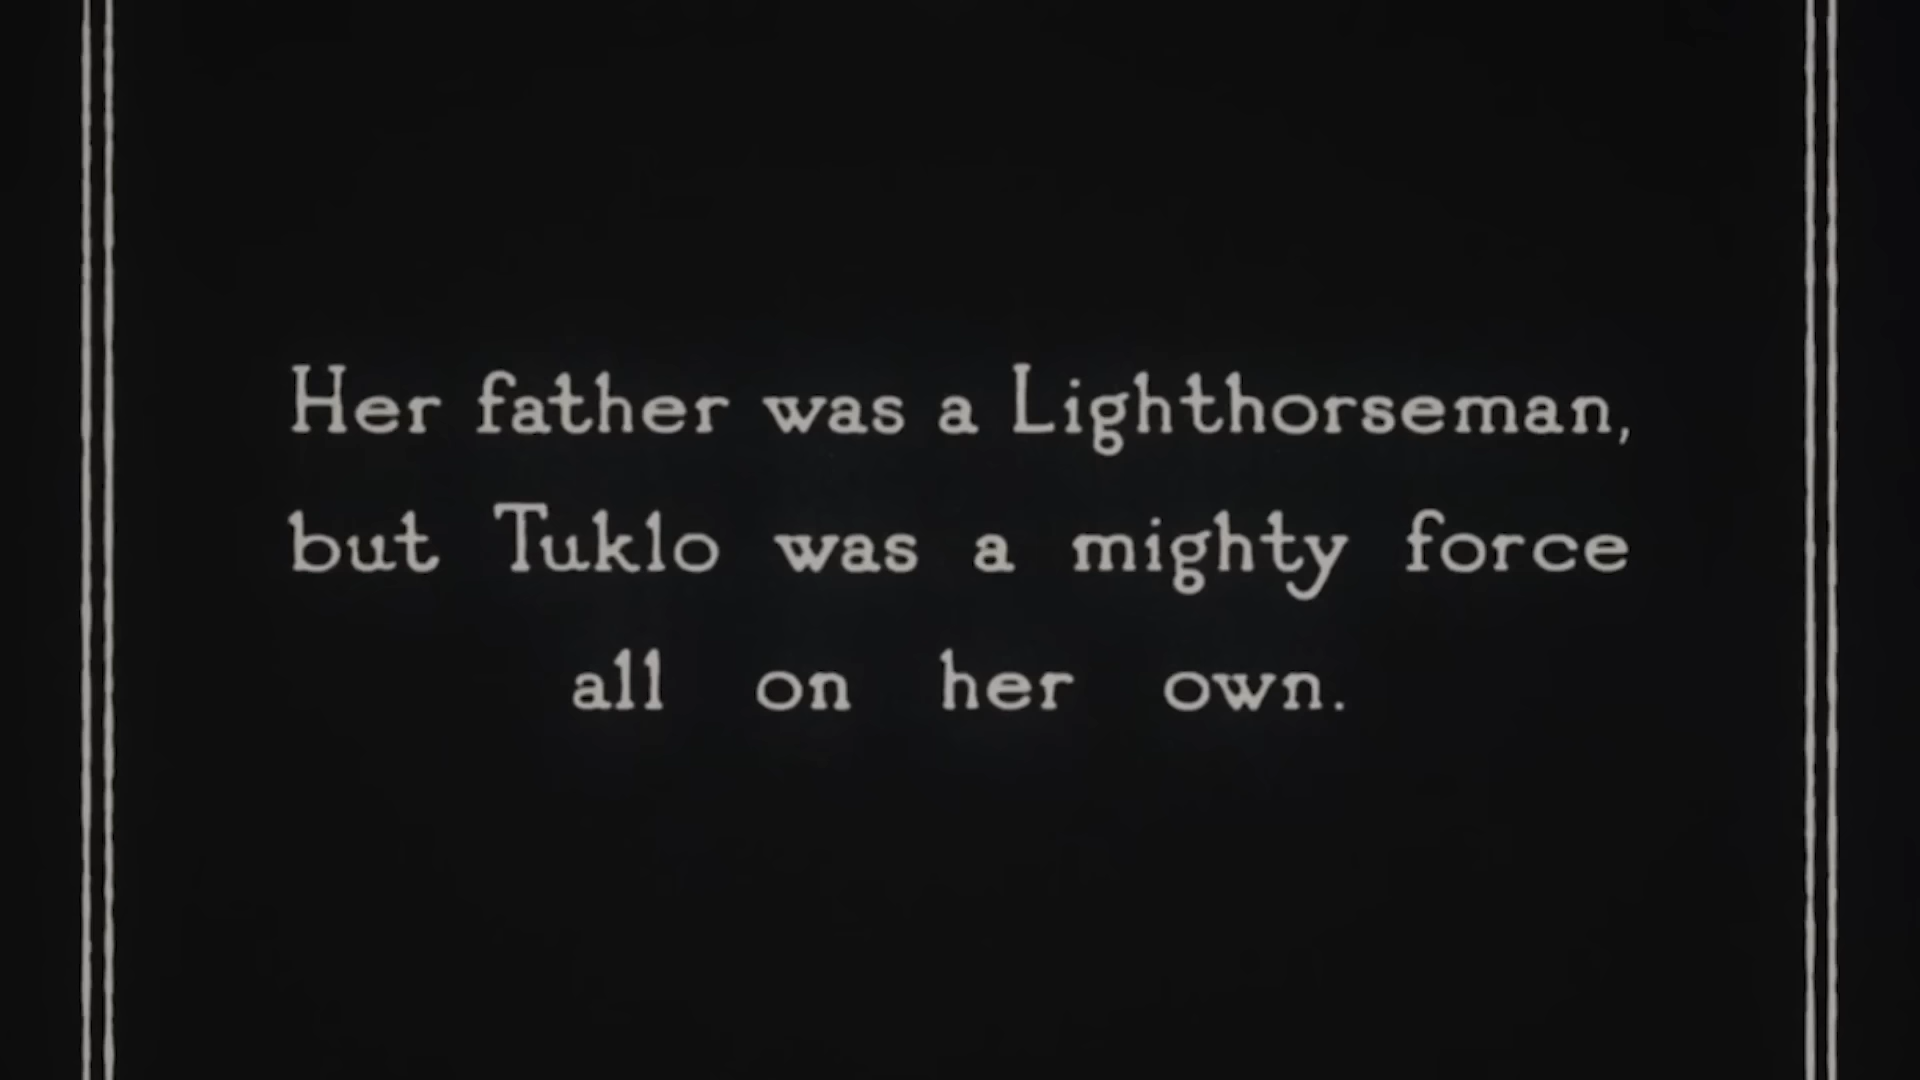 Her father was a Lighthorseman,
but Tuklo was a mighty force
all on her own.